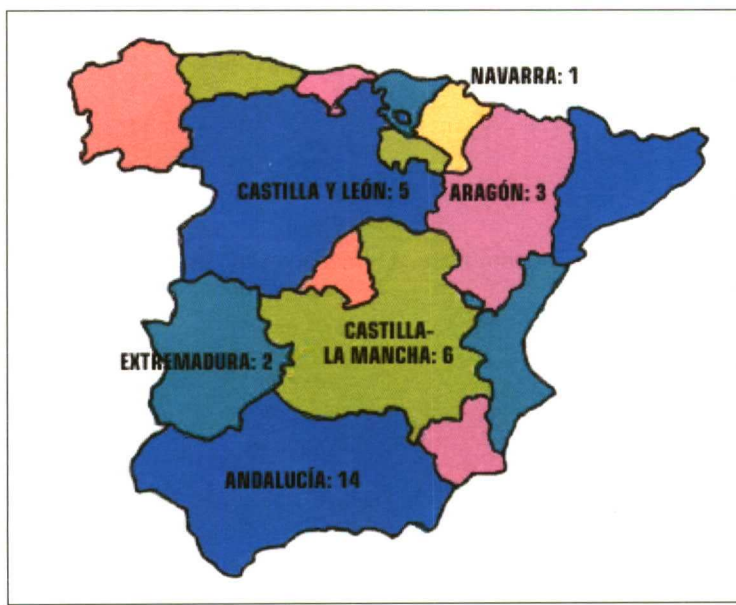 NAVARRA: 1
CASTILLA Y LEÓN: 5
ARAGÓN: 3
CASTILLA-
LA MANCHA: 6
EXTREMADURA: 2
ANDALUCÍA: 14